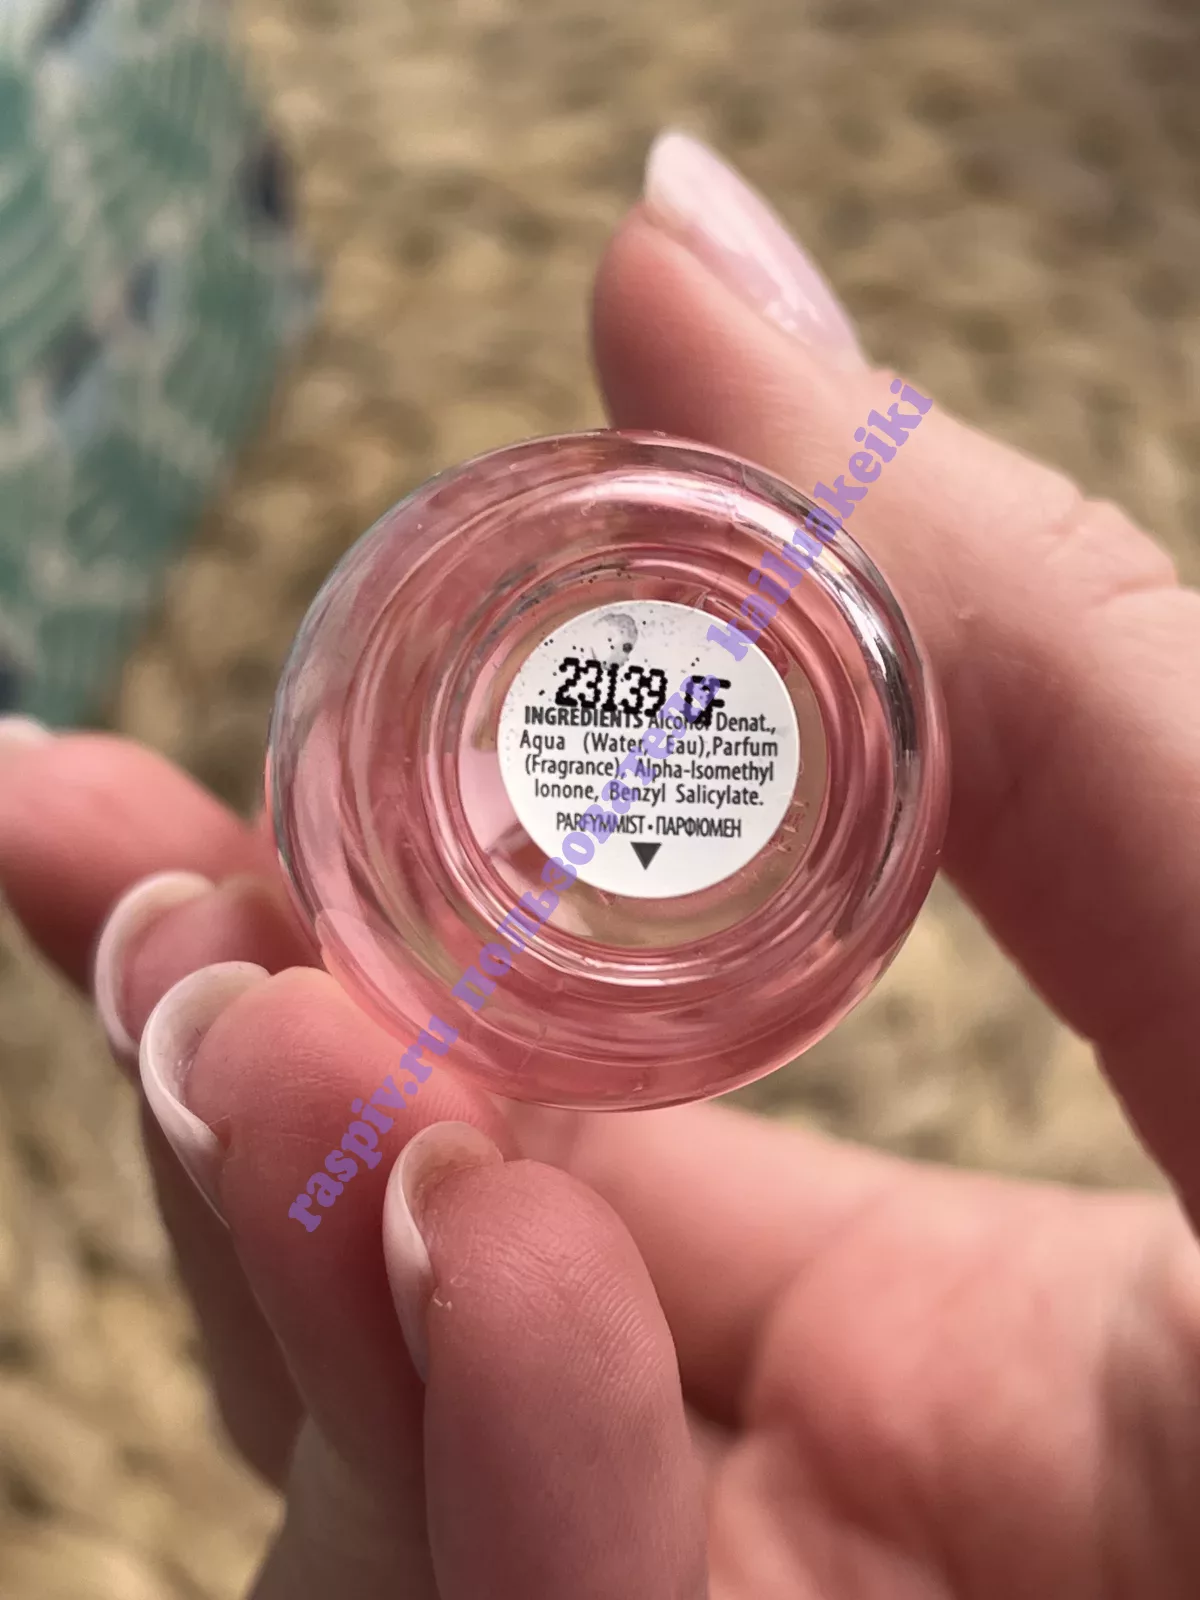 23139 CF
INGREDIENTS Alcohol Denat.,
Aqua (Water, Eau),Parfum
(Fragrance), Alpha-Isomethyl
Ionone, Benzyl Salicylate.
PARFYMMIST • ПАРФЮМЕН
raspiv.ru пользователь kailuakeiki